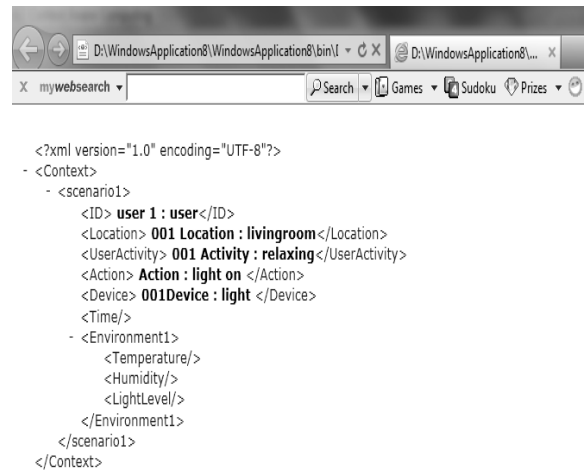 D:\WindowsApplication8\WindowsApplication8\bin\
D:\WindowsApplication8\...
X mywebsearch Search Games Sudoku Prizes
<?xml version="1.0" encoding="UTF-8"?>
- <Context>
- <scenario1>
<ID> user 1 : user</ID>
<Location> 001 Location : livingroom</Location>
<UserActivity> 001 Activity : relaxing</UserActivity>
<Action> Action : light on </Action>
<Device> 001Device : light </Device>
<Time/>
- <Environment1>
<Temperature/>
<Humidity/>
<LightLevel/>
</Environment1>
</scenario1>
</Context>